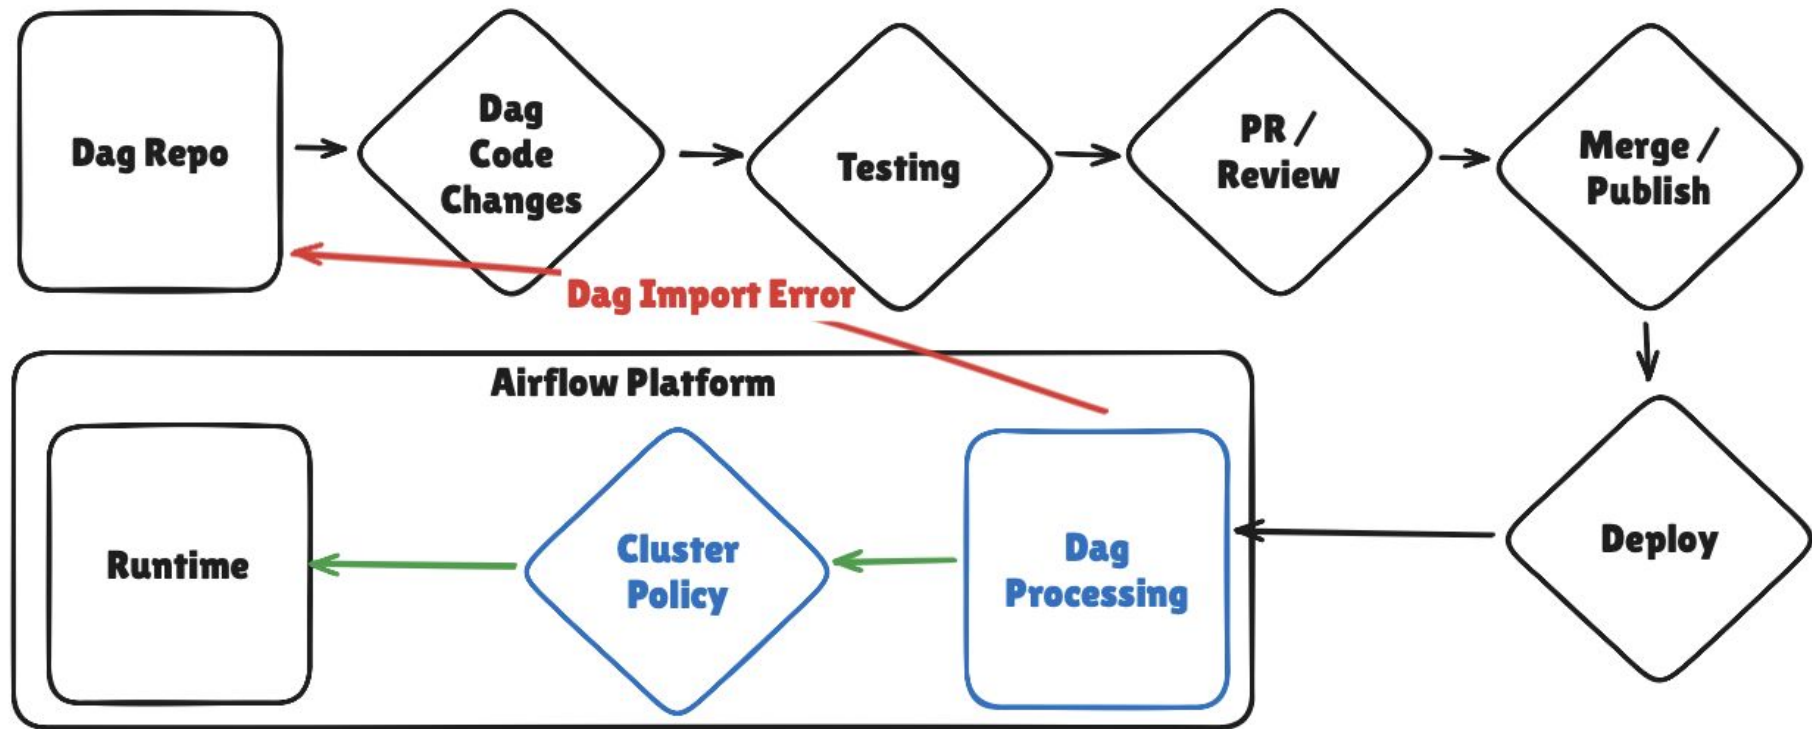 Dag Repo
Dag
Code
Changes
Testing
PR /
Review
Merge /
Publish
Dag Import Error
Airflow Platform
Runtime
Cluster
Policy
Dag
Processing
Deploy